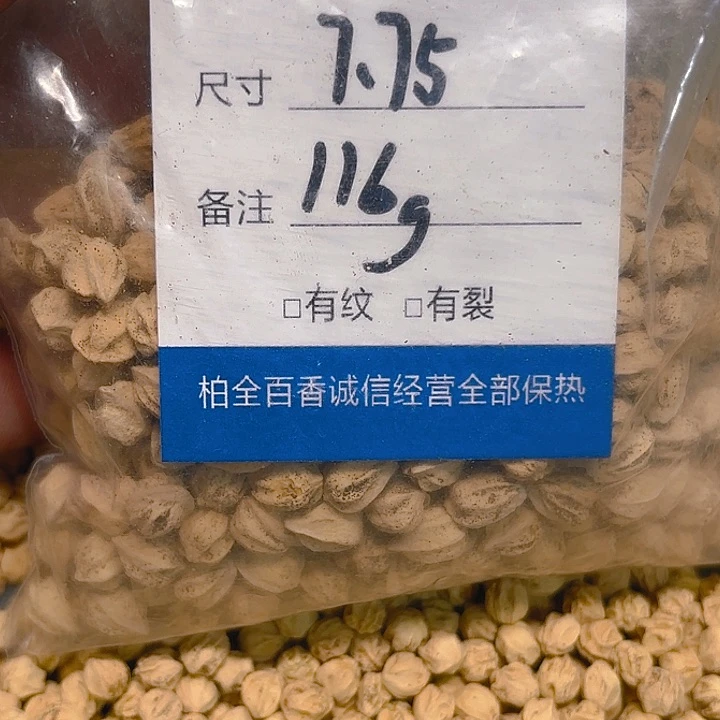 尺寸 7.75
备注 116g
□有纹 □有裂
柏全百香诚信经营全部保热